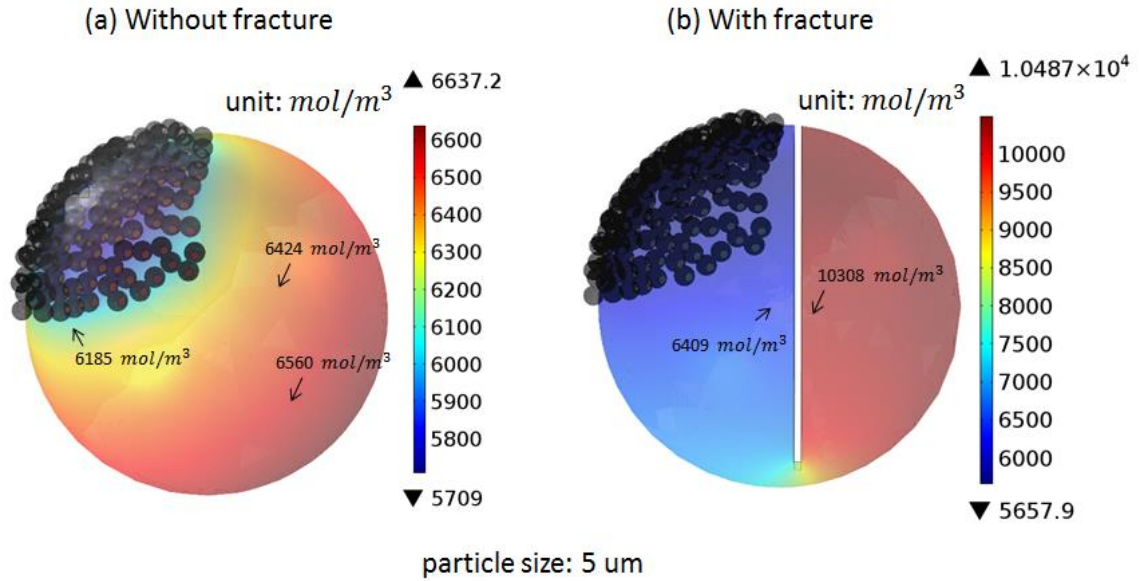 (a) Without fracture
(b) With fracture
▲ 6637.2
unit: mol/m³
6600
6500
6400
6300
6200
6100
6000
5900
5800
▼ 5709
6424 mol/m³
6185 mol/m³
6560 mol/m³
▲ 1.0487×10⁴
unit: mol/m³
10000
9500
9000
8500
8000
7500
7000
6500
6000
▼ 5657.9
10308 mol/m³
6409 mol/m³
particle size: 5 um